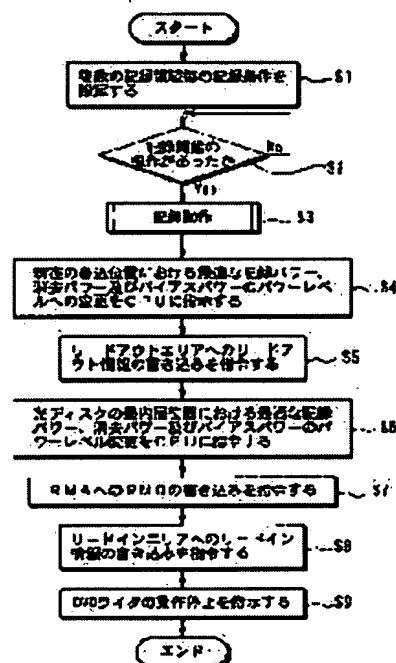 スタート
複数の記録領域毎の記録条件を
設定する
S1
記録開始の
操作があったか
No
S2
Yes
記録動作
S3
現在の書込位置における最適な記録パワー、
消去パワー及びバイアスパワーのパワーレベ
ルへの変更をCPUに指示する
S4
リードアウトエリアへのリードア
ウト情報の書き込みを指令する
S5
光ディスクの最内周位置における最適な記録
パワー、消去パワー及びバイアスパワーのパ
ワーレベル変更をCPUに指令する
S6
RMAへのRMDの書き込みを指令する
S7
リードインエリアへのリードイン
情報の書き込みを指令する
S8
の動作停止を指示する
S9
エンド